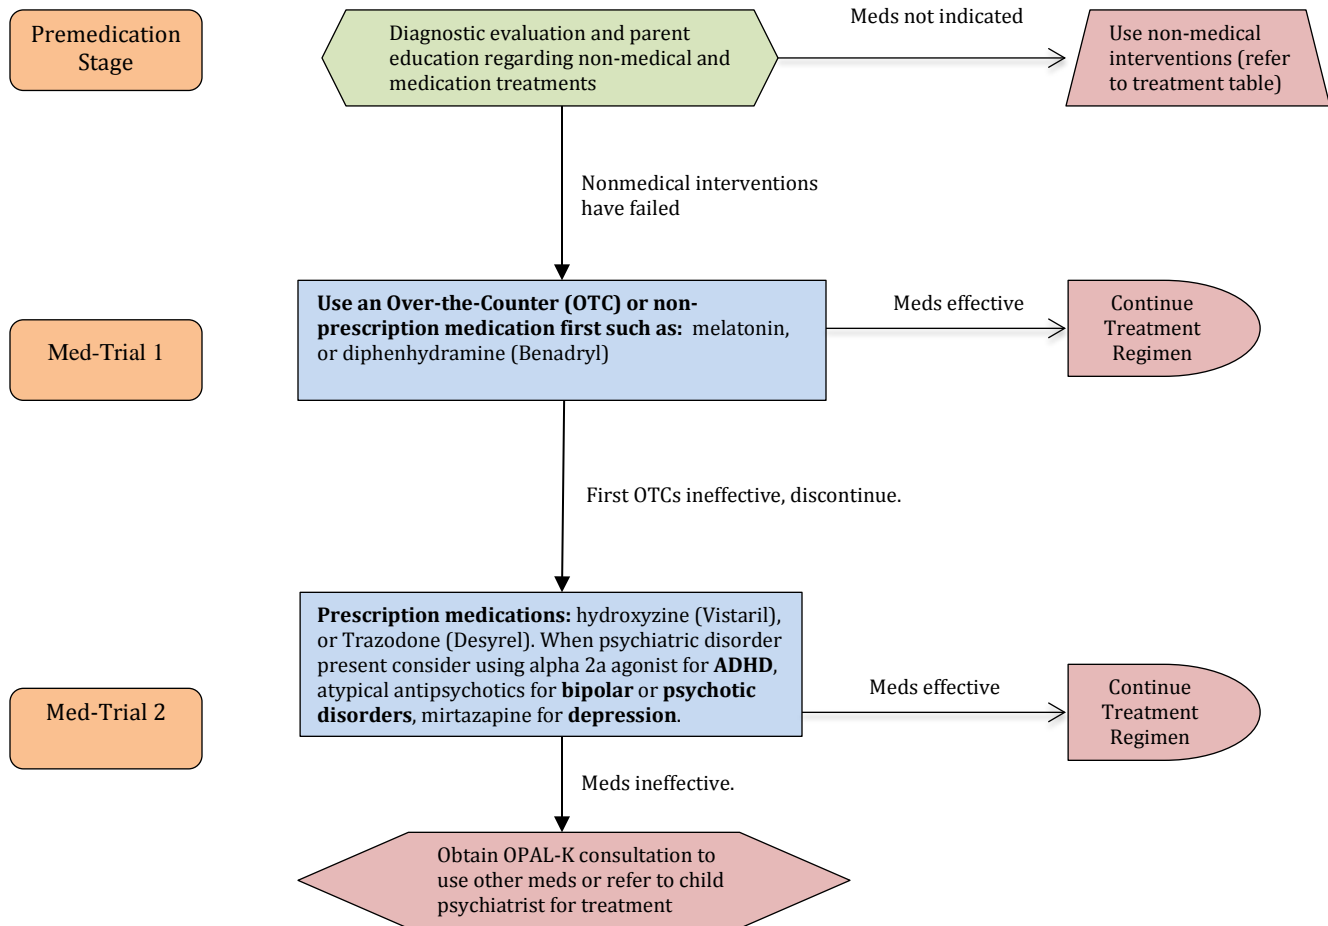 Premedication
Stage
Diagnostic evaluation and parent
education regarding non-medical and
medication treatments
Meds not indicated
Use non-medical
interventions (refer
to treatment table)
Nonmedical interventions
have failed
Med-Trial 1
Use an Over-the-Counter (OTC) or non-
prescription medication first such as:  melatonin,
or diphenhydramine (Benadryl)
Meds effective
Continue
Treatment
Regimen
First OTCs ineffective, discontinue.
Med-Trial 2
Prescription medications: hydroxyzine (Vistaril),
or Trazodone (Desyrel). When psychiatric disorder
present consider using alpha 2a agonist for ADHD,
atypical antipsychotics for bipolar or psychotic
disorders, mirtazapine for depression.
Meds effective
Continue
Treatment
Regimen
Meds ineffective.
Obtain OPAL-K consultation to
use other meds or refer to child
psychiatrist for treatment